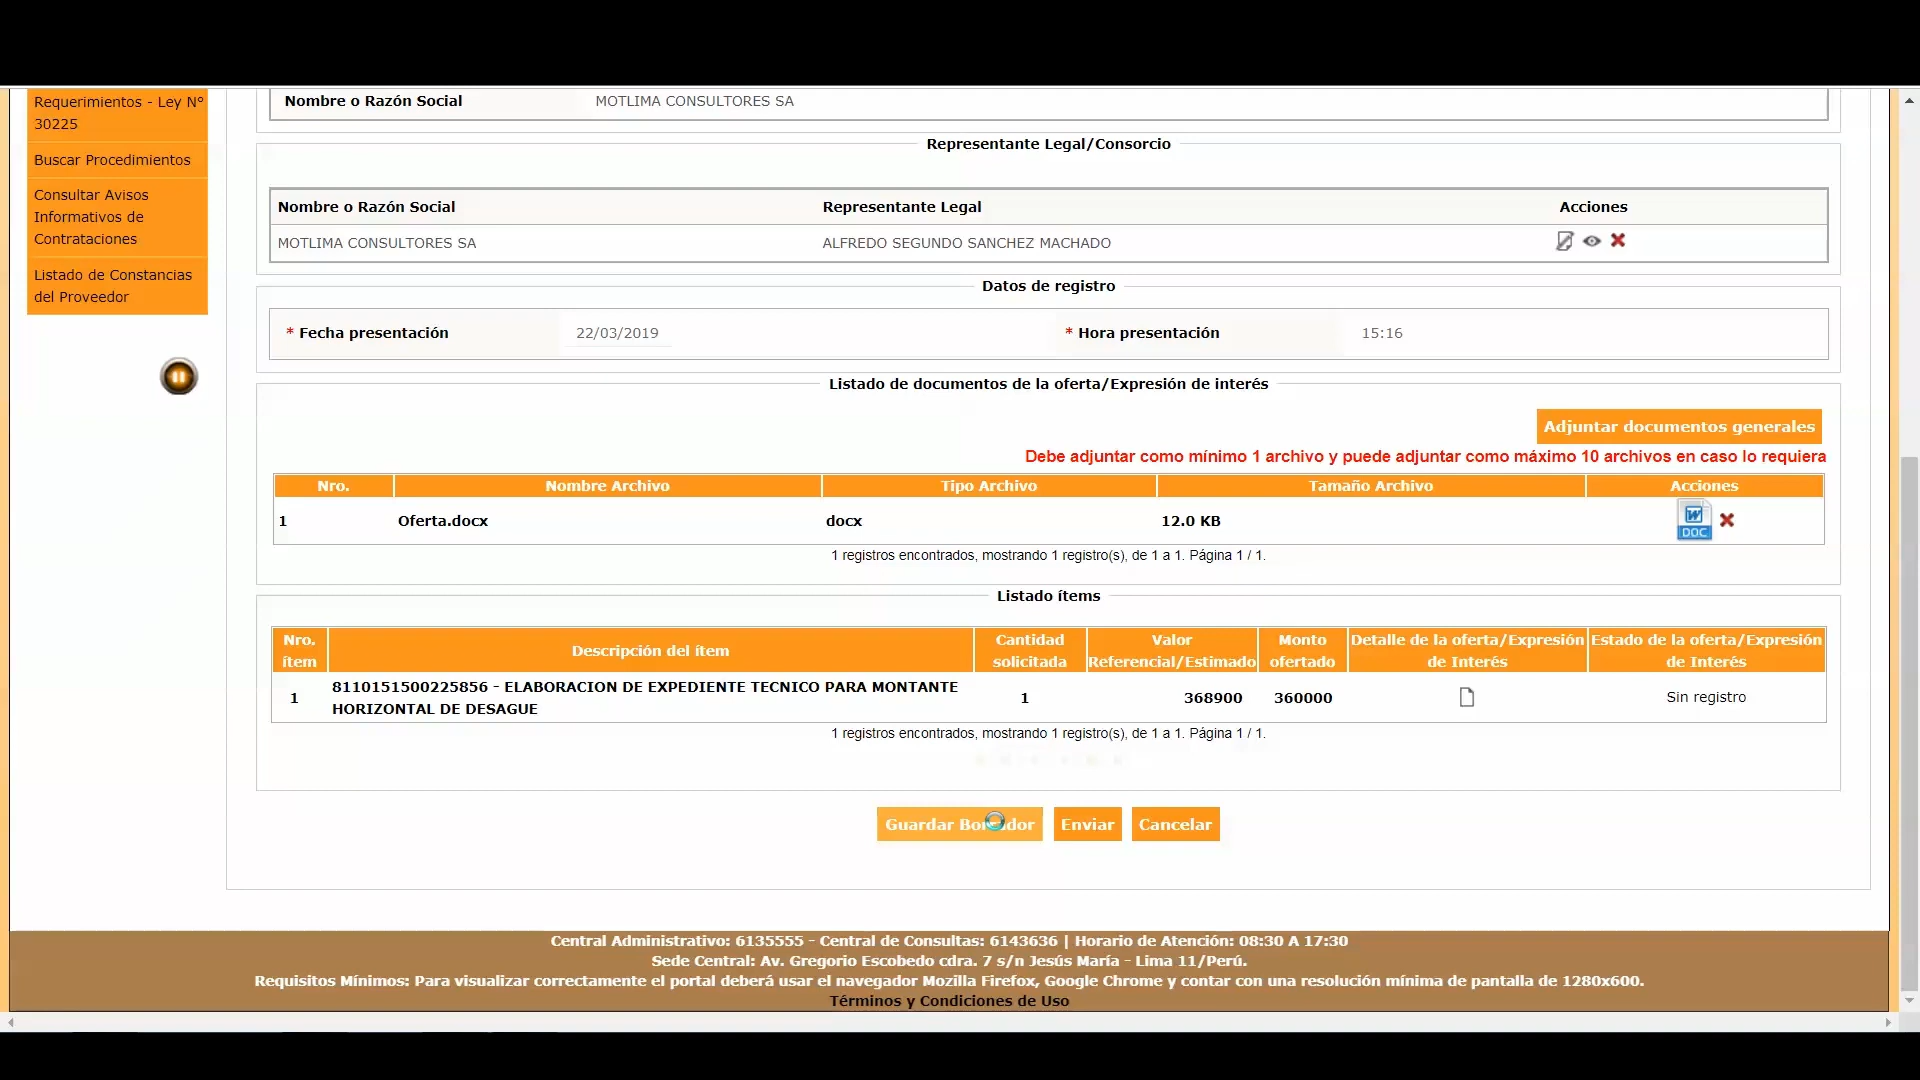 Requerimientos - Ley N°
30225
Buscar Procedimientos
Consultar Avisos
Informativos de
Contrataciones
Listado de Constancias
del Proveedor
Nombre o Razón Social MOTLIMA CONSULTORES SA
Representante Legal/Consorcio
Nombre o Razón Social Representante Legal Acciones
MOTLIMA CONSULTORES SA ALFREDO SEGUNDO SANCHEZ MACHADO
Datos de registro
* Fecha presentación 22/03/2019 * Hora presentación 15:16
Listado de documentos de la oferta/Expresión de interés
Adjuntar documentos generales
Debe adjuntar como mínimo 1 archivo y puede adjuntar como máximo 10 archivos en caso lo requiera
Nro. Nombre Archivo Tipo Archivo Tamaño Archivo Acciones
1 Oferta.docx docx 12.0 KB W DOC
1 registros encontrados, mostrando 1 registro(s), de 1 a 1. Página 1 / 1.
Listado ítems
Nro. ítem Descripción del ítem Cantidad solicitada Valor Referencial/Estimado Monto ofertado Detalle de la oferta/Expresión de Interés Estado de la oferta/Expresión de Interés
1 8110151500225856 - ELABORACION DE EXPEDIENTE TECNICO PARA MONTANTE 1 368900 360000 Sin registro
HORIZONTAL DE DESAGUE
1 registros encontrados, mostrando 1 registro(s), de 1 a 1. Página 1 / 1.
Guardar Borrador Enviar Cancelar
Central Administrativo: 6135555 - Central de Consultas: 6143636 | Horario de Atención: 08:30 A 17:30
Sede Central: Av. Gregorio Escobedo cdra. 7 s/n Jesús María - Lima 11/Perú.
Requisitos Mínimos: Para visualizar correctamente el portal deberá usar el navegador Mozilla Firefox, Google Chrome y contar con una resolución mínima de pantalla de 1280x600.
Términos y Condiciones de Uso